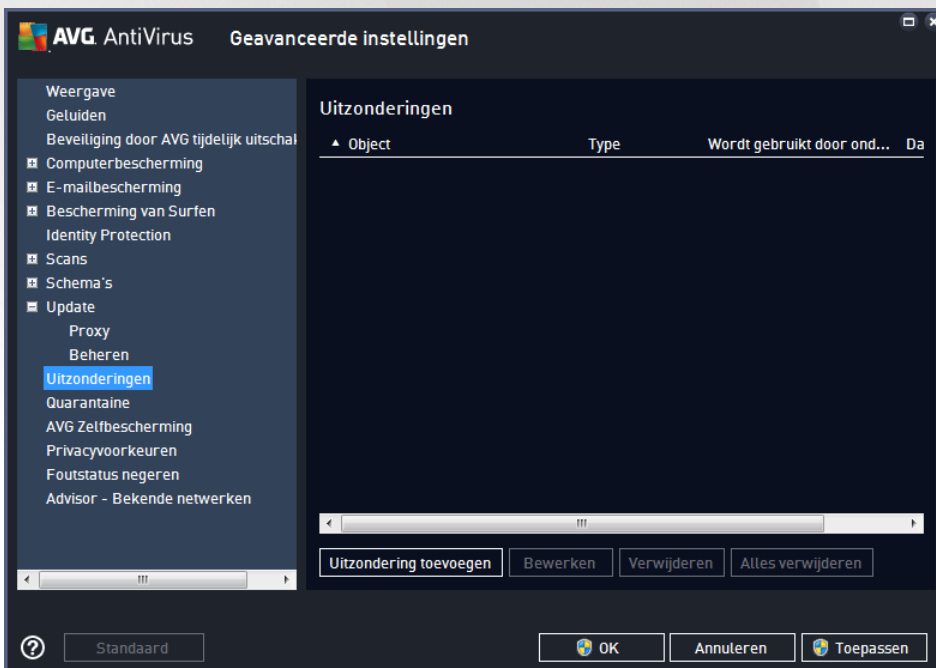 AVG AntiVirus Geavanceerde instellingen
Weergave
Geluiden
Beveiliging door AVG tijdelijk uitschak
Computerbescherming
E-mailbescherming
Bescherming van Surfen
Identity Protection
Scans
Schema's
Update
Proxy
Beheren
Uitzonderingen
Quarantaine
AVG Zelfbescherming
Privacyvoorkeuren
Foutstatus negeren
Advisor - Bekende netwerken
Uitzonderingen
Object Type Wordt gebruikt door ond... Da
Uitzondering toevoegen Bewerken Verwijderen Alles verwijderen
? Standaard OK Annuleren Toepassen